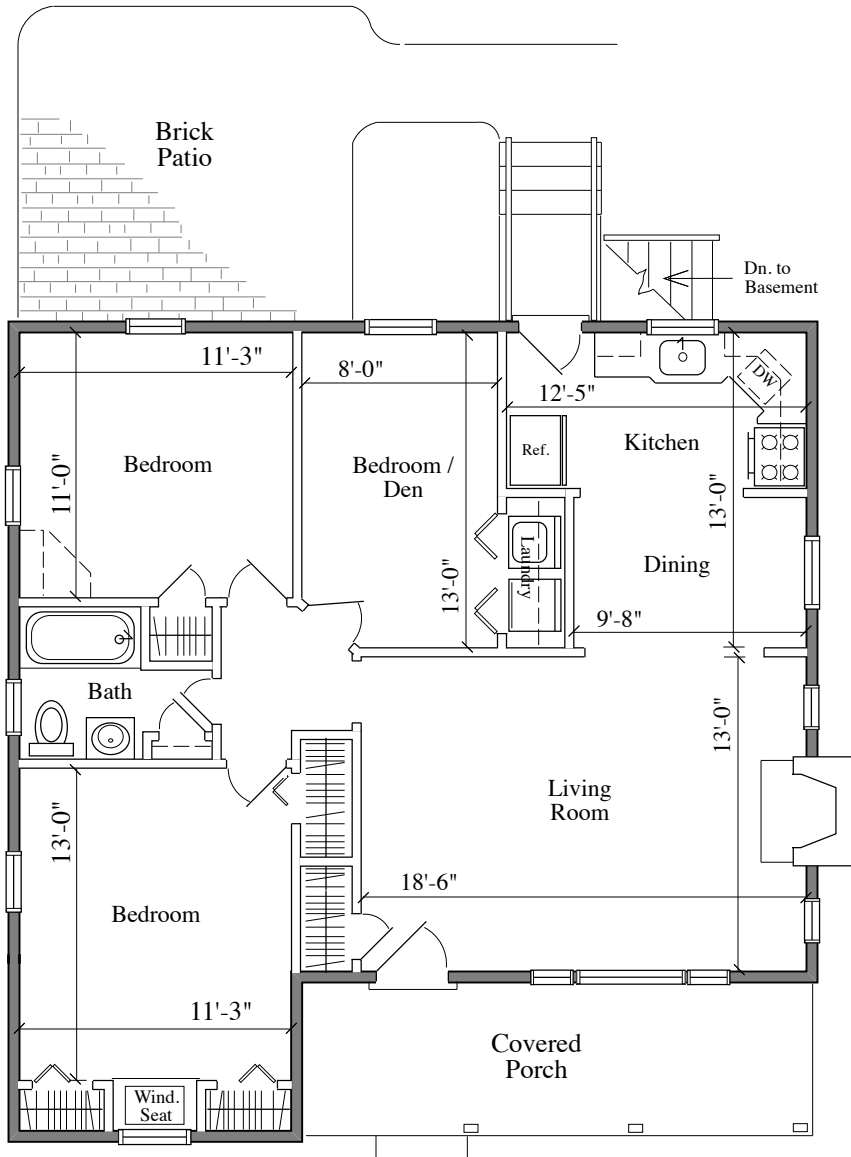 Brick
Patio
Dn. to
Basement
11'-3"
8'-0"
12'-5"
DW
Kitchen
Ref.
Bedroom
11'-0"
Bedroom /
Den
13'-0"
13'-0"
Laundry
Dining
9'-8"
Bath
13'-0"
Living
Room
13'-0"
18'-6"
Bedroom
11'-3"
Covered
Porch
Wind.
Seat